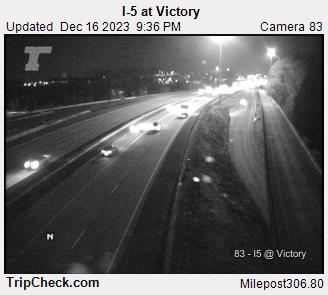 I-5 at Victory
Updated Dec 16 2023 9:36 PM Camera 83
N
83 - I5 @ Victory
TripCheck.com Milepost306.80